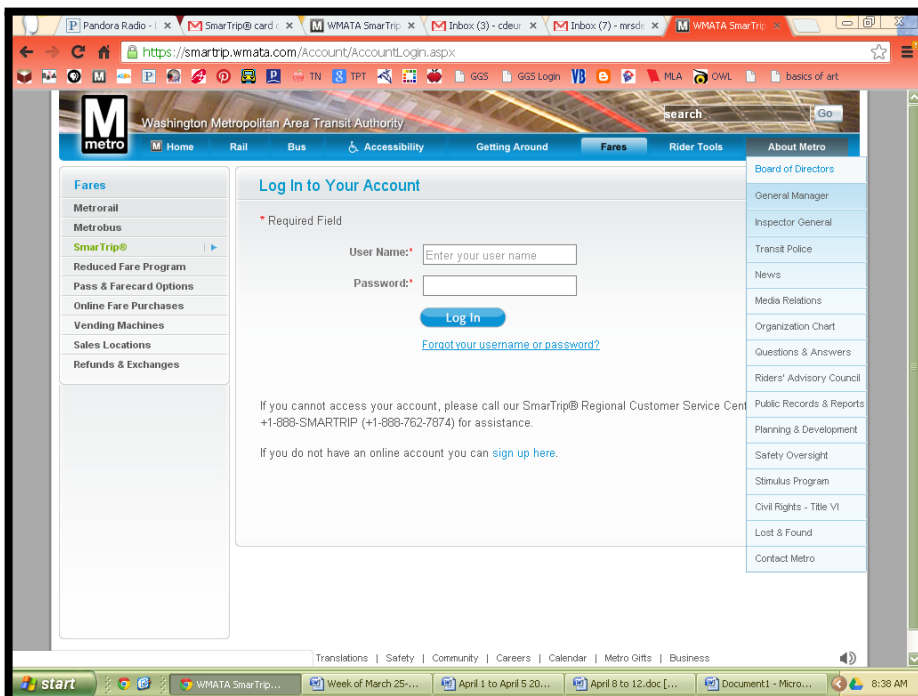 Pandora Radio - L
SmarTrip® card c
WMATA SmarTrip
Inbox (3) - cdeur
Inbox (7) - mrsde
WMATA SmarTrip
https://smartrip.wmata.com/Account/AccountLogin.aspx
TN TPT GGS GGS Login VB MLA OWL basics of art
M
metro
Washington Metropolitan Area Transit Authority
search Go
M Home Rail Bus Accessibility Getting Around Fares Rider Tools About Metro
Fares
Metrorail
Metrobus
SmarTrip®
Reduced Fare Program
Pass & Farecard Options
Online Fare Purchases
Vending Machines
Sales Locations
Refunds & Exchanges
Log In to Your Account
* Required Field
User Name:* Enter your user name
Password:*
Log In
Forgot your username or password?
If you cannot access your account, please call our SmarTrip® Regional Customer Service Cent
+1-888-SMARTRIP (+1-888-762-7874) for assistance.
If you do not have an online account you can sign up here.
Board of Directors
General Manager
Inspector General
Transit Police
News
Media Relations
Organization Chart
Questions & Answers
Riders' Advisory Council
Public Records & Reports
Planning & Development
Safety Oversight
Stimulus Program
Civil Rights - Title VI
Lost & Found
Contact Metro
Translations | Safety | Community | Careers | Calendar | Metro Gifts | Business
start
WMATA SmarTrip...
Week of March 25-...
April 1 to April 5 20...
April 8 to 12.doc [...
Document1 - Micro...
8:38 AM